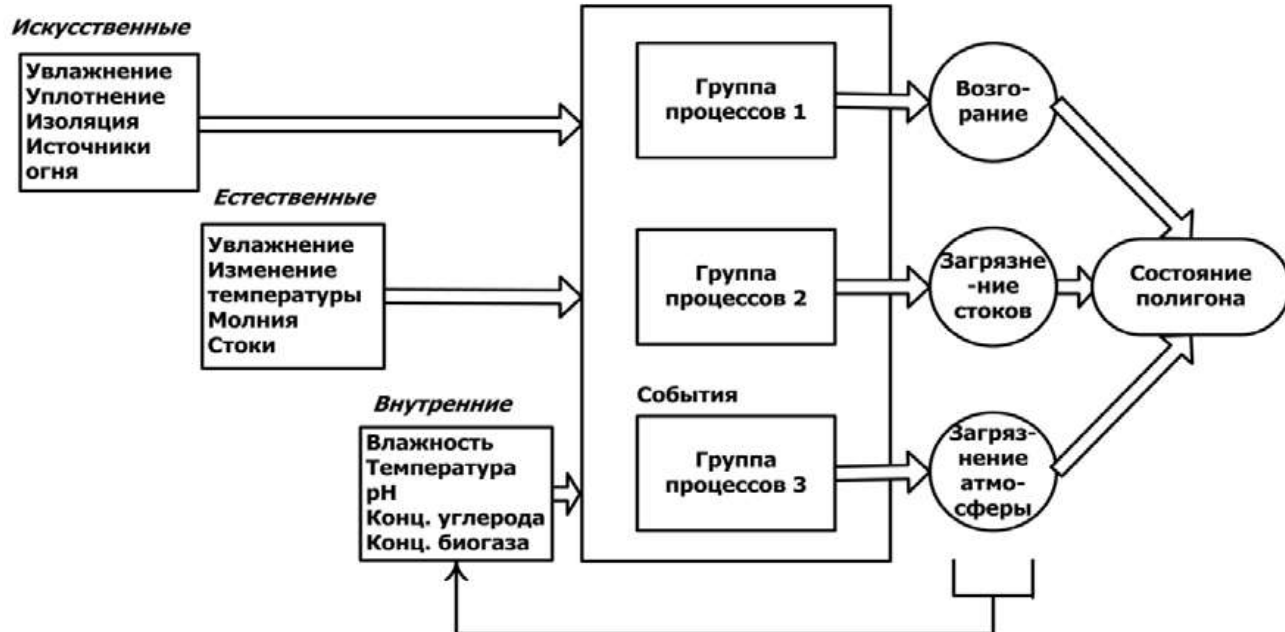 Искусственные
Увлажнение
Уплотнение
Изоляция
Источники
огня
Естественные
Увлажнение
Изменение
температуры
Молния
Стоки
Внутренние
Влажность
Температура
pH
Конц. углерода
Конц. биогаза
Группа
процессов 1
Группа
процессов 2
События
Группа
процессов 3
Возго-
рание
Загрязне
-ние
стоков
Загряз-
нение
атмо-
сферы
Состояние
полигона